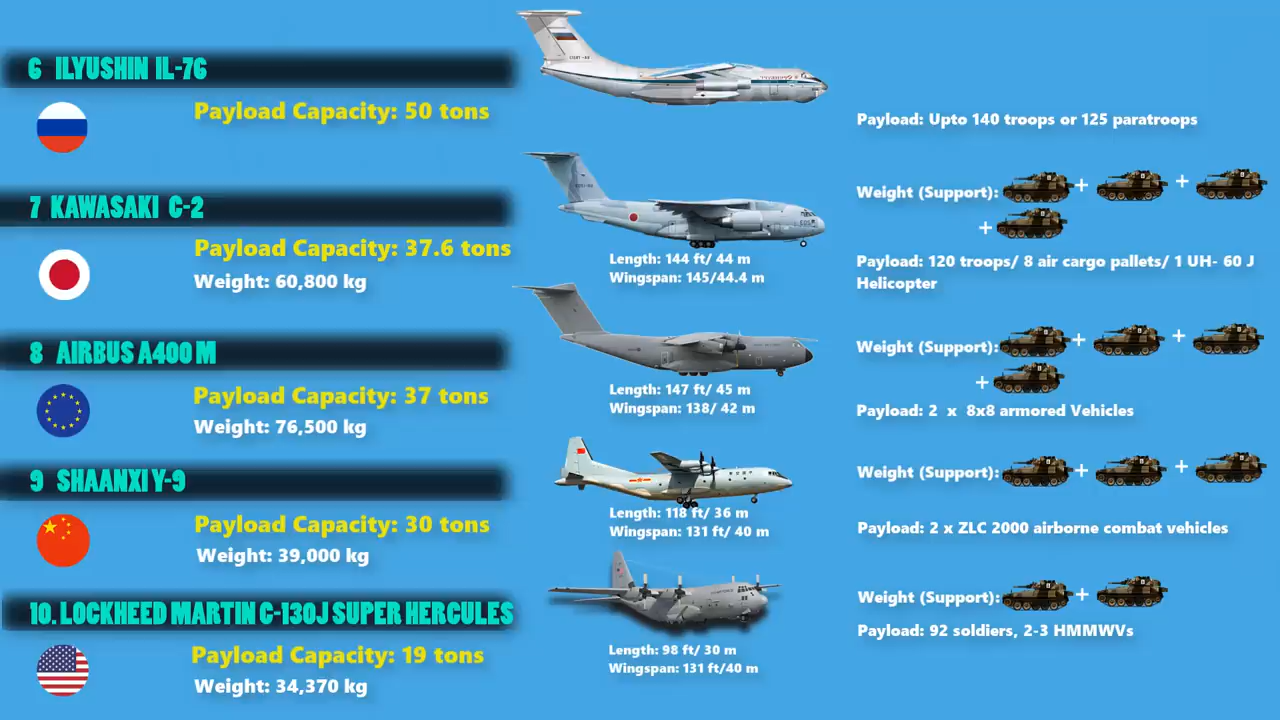 6 ILYUSHIN IL-76
Payload Capacity: 50 tons
Payload: Upto 140 troops or 125 paratroops
7 KAWASAKI C-2
Payload Capacity: 37.6 tons
Weight: 60,800 kg
Length: 144 ft/ 44 m
Wingspan: 145/44.4 m
Weight (Support): + + +
Payload: 120 troops/ 8 air cargo pallets/ 1 UH- 60 J
Helicopter
8 AIRBUS A400 M
Payload Capacity: 37 tons
Weight: 76,500 kg
Length: 147 ft/ 45 m
Wingspan: 138/ 42 m
Weight (Support): + + +
Payload: 2 x 8x8 armored Vehicles
9 SHAANXI Y-9
Payload Capacity: 30 tons
Weight: 39,000 kg
Length: 118 ft/ 36 m
Wingspan: 131 ft/ 40 m
Weight (Support): + +
Payload: 2 x ZLC 2000 airborne combat vehicles
10. LOCKHEED MARTIN C-130J SUPER HERCULES
Payload Capacity: 19 tons
Weight: 34,370 kg
Length: 98 ft/ 30 m
Wingspan: 131 ft/40 m
Weight (Support): +
Payload: 92 soldiers, 2-3 HMMWVs